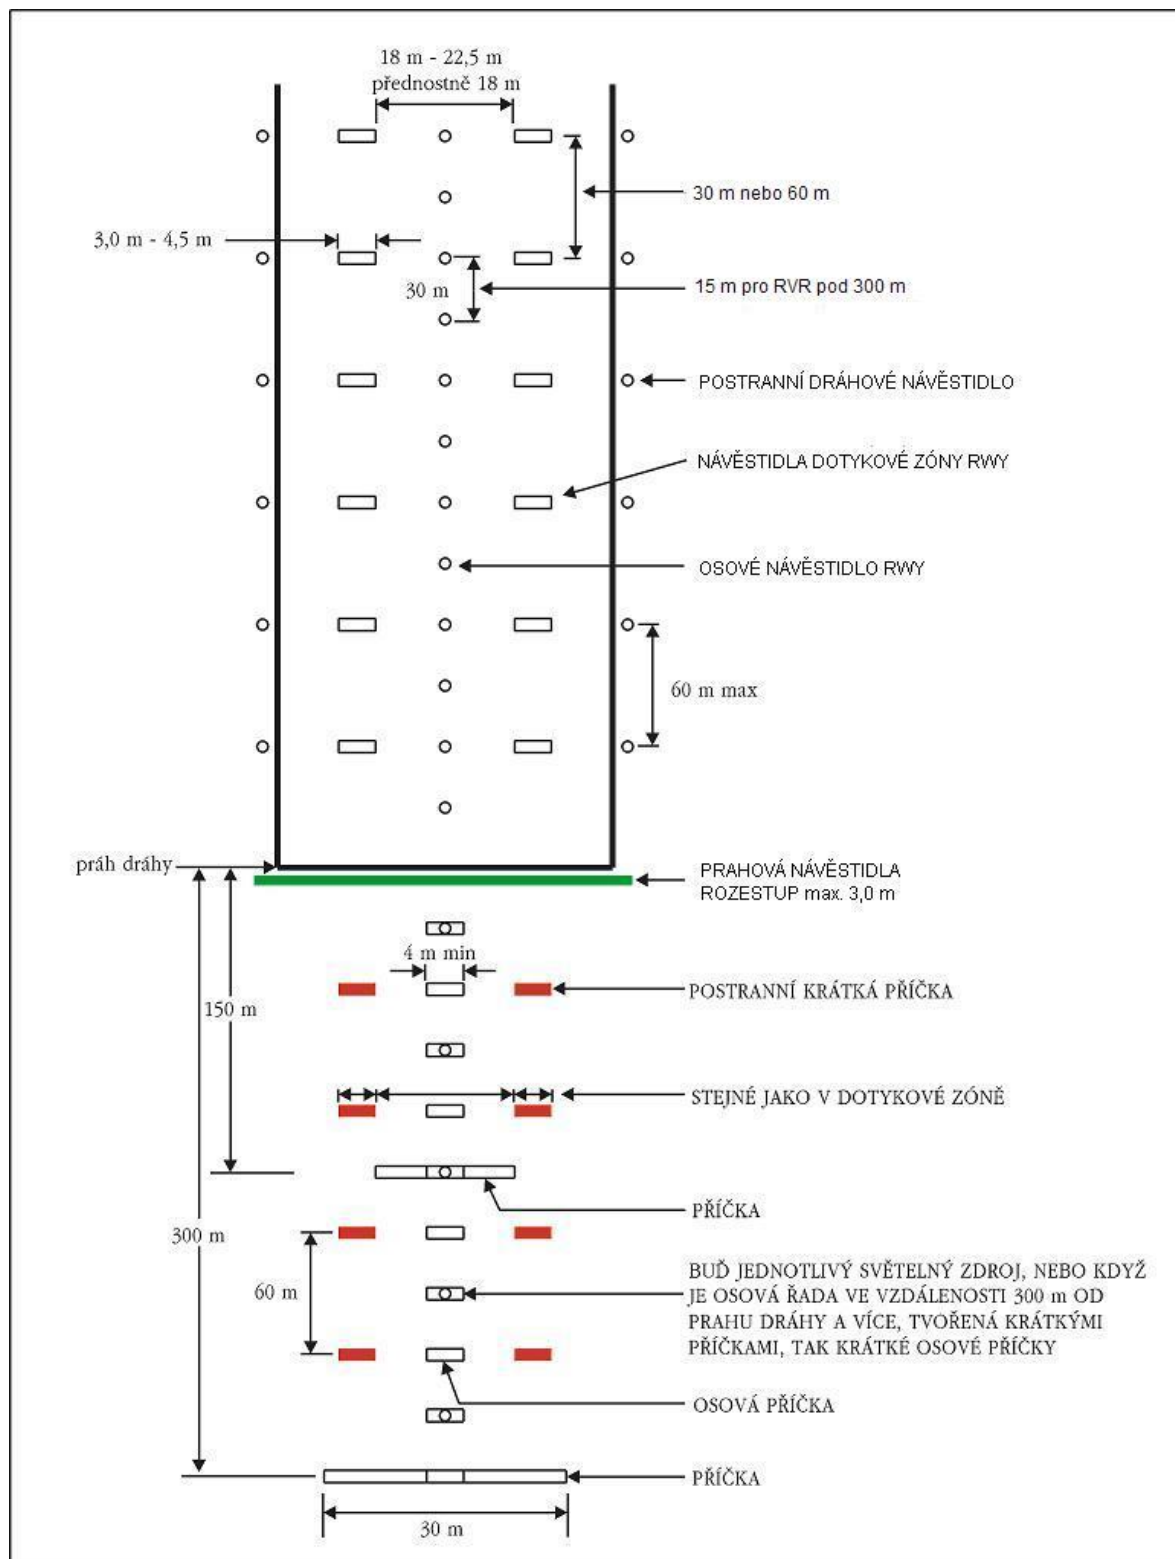 18 m - 22,5 m
přednostně 18 m
30 m nebo 60 m
3,0 m - 4,5 m
30 m
15 m pro RVR pod 300 m
POSTRANNÍ DRÁHOVÉ NÁVĚSTIDLO
NÁVĚSTIDLA DOTYKOVÉ ZÓNY RWY
OSOVÉ NÁVĚSTIDLO RWY
60 m max
práh dráhy
PRAHOVÁ NÁVĚSTIDLA
ROZESTUP max. 3,0 m
4 m min
POSTRANNÍ KRÁTKÁ PŘÍČKA
150 m
STEJNÉ JAKO V DOTYKOVÉ ZÓNĚ
PŘÍČKA
300 m
60 m
BUĎ JEDNOTLIVÝ SVĚTELNÝ ZDROJ, NEBO KDYŽ
JE OSOVÁ ŘADA VE VZDÁLENOSTI 300 m OD
PRAHU DRÁHY A VÍCE, TVOŘENÁ KRÁTKÝMI
PŘÍČKAMI, TAK KRÁTKÉ OSOVÉ PŘÍČKY
OSOVÁ PŘÍČKA
PŘÍČKA
30 m